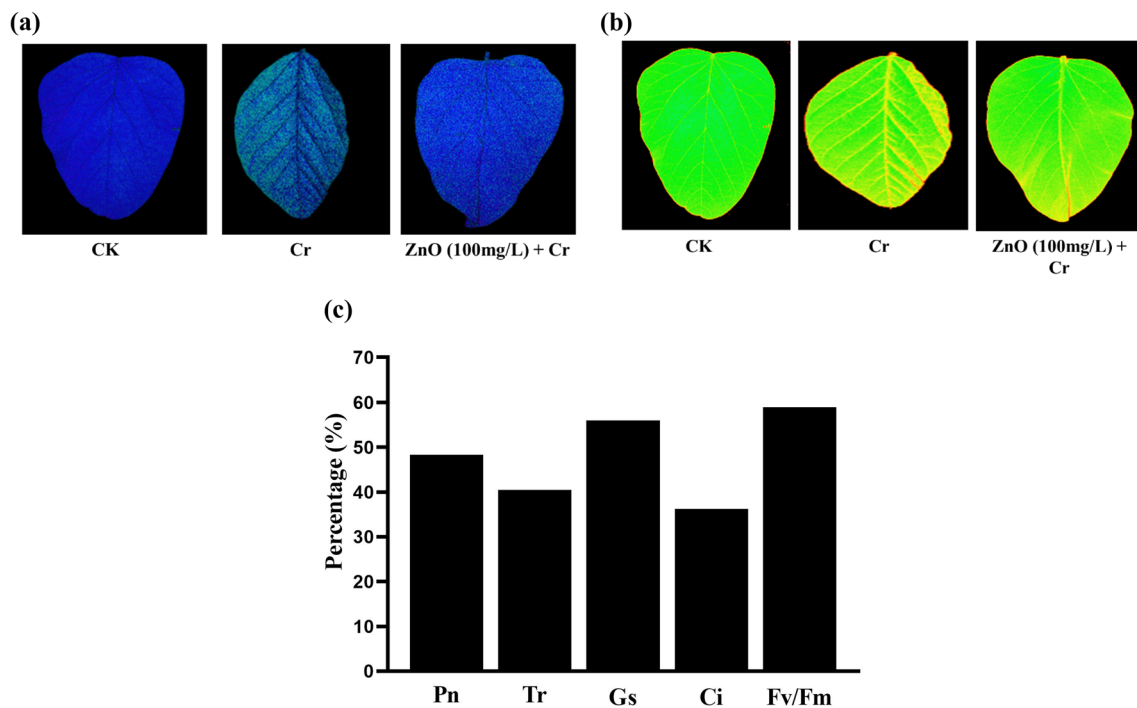 (a)
CK
Cr
ZnO (100mg/L) + Cr
(b)
CK
Cr
ZnO (100mg/L) +
Cr
(c)
Percentage (%)
70
60
50
40
30
20
10
0
Pn
Tr
Gs
Ci
Fv/Fm